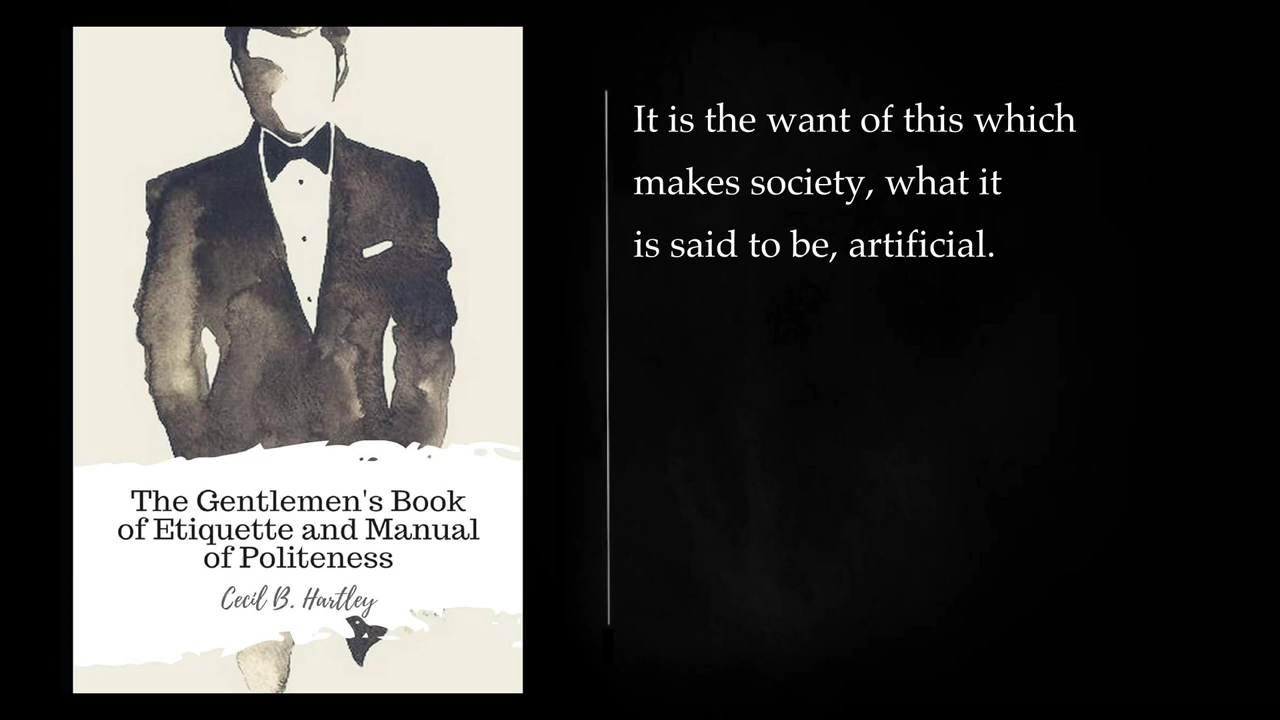 The Gentlemen's Book
of Etiquette and Manual
of Politeness
Cecil B. Hartley
It is the want of this which
makes society, what it
is said to be, artificial.